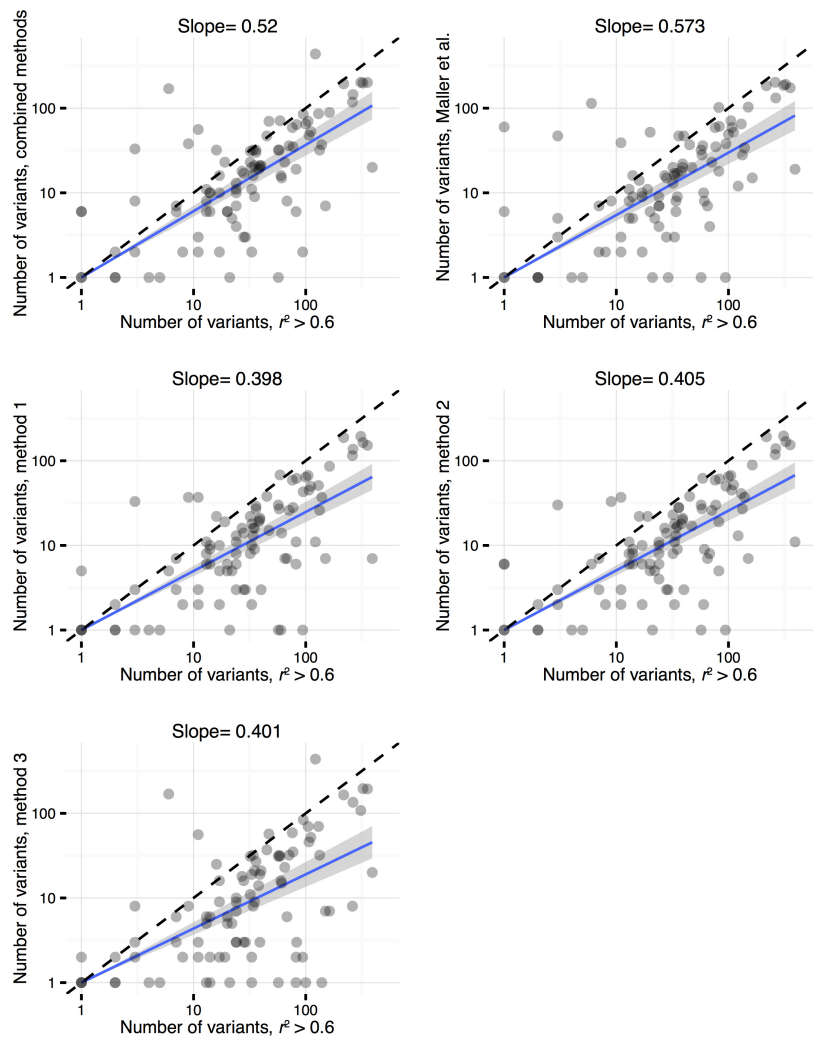 Slope= 0.52
Number of variants, combined methods
100
10
1
1
10
100
Number of variants, r² > 0.6
Slope= 0.573
Number of variants, Maller et al.
100
10
1
1
10
100
Number of variants, r² > 0.6
Slope= 0.398
Number of variants, method 1
100
10
1
1
10
100
Number of variants, r² > 0.6
Slope= 0.405
Number of variants, method 2
100
10
1
1
10
100
Number of variants, r² > 0.6
Slope= 0.401
Number of variants, method 3
100
10
1
1
10
100
Number of variants, r² > 0.6